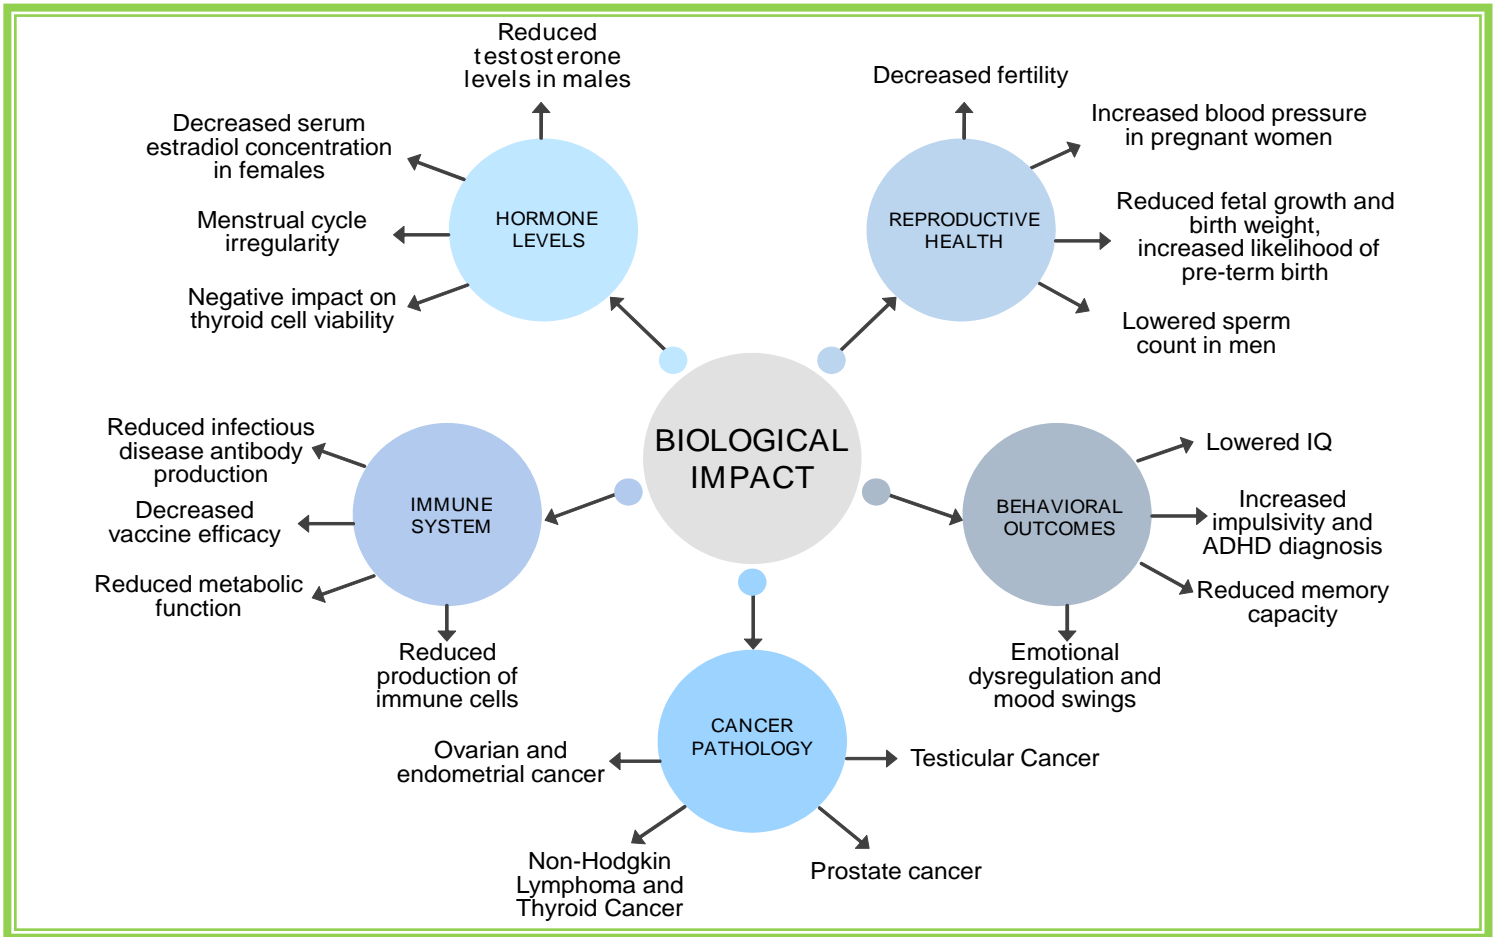 Reduced
testosterone
levels in males
Decreased serum
estradiol concentration
in females
Menstrual cycle
irregularity
Negative impact on
thyroid cell viability
HORMONE
LEVELS
Decreased fertility
Increased blood pressure
in pregnant women
Reduced fetal growth and
birth weight,
increased likelihood of
pre-term birth
Lowered sperm
count in men
REPRODUCTIVE
HEALTH
BIOLOGICAL
IMPACT
Reduced infectious
disease antibody
production
Decreased
vaccine efficacy
Reduced metabolic
function
Reduced
production of
immune cells
IMMUNE
SYSTEM
BEHAVIORAL
OUTCOMES
Lowered IQ
Increased
impulsivity and
ADHD diagnosis
Reduced memory
capacity
Emotional
dysregulation and
mood swings
CANCER
PATHOLOGY
Ovarian and
endometrial cancer
Testicular Cancer
Non-Hodgkin
Lymphoma and
Thyroid Cancer
Prostate cancer